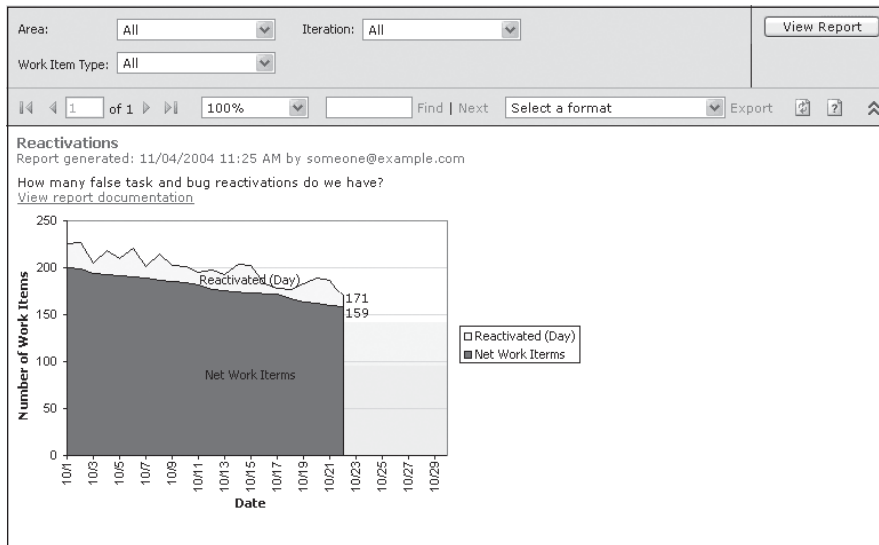 Area: All Iteration: All View Report
Work Item Type: All
1 of 1 100% Find | Next Select a format Export ?
Reactivations
Report generated: 11/04/2004 11:25 AM by someone@example.com
How many false task and bug reactivations do we have?
View report documentation
Number of Work Items
250
200
150
100
50
0
Reactivated (Day)
171
159
Net Work Iterms
Reactivated (Day)
Net Work Iterms
10/1 10/3 10/5 10/7 10/9 10/11 10/13 10/15 10/17 10/19 10/21 10/23 10/25 10/27 10/29
Date